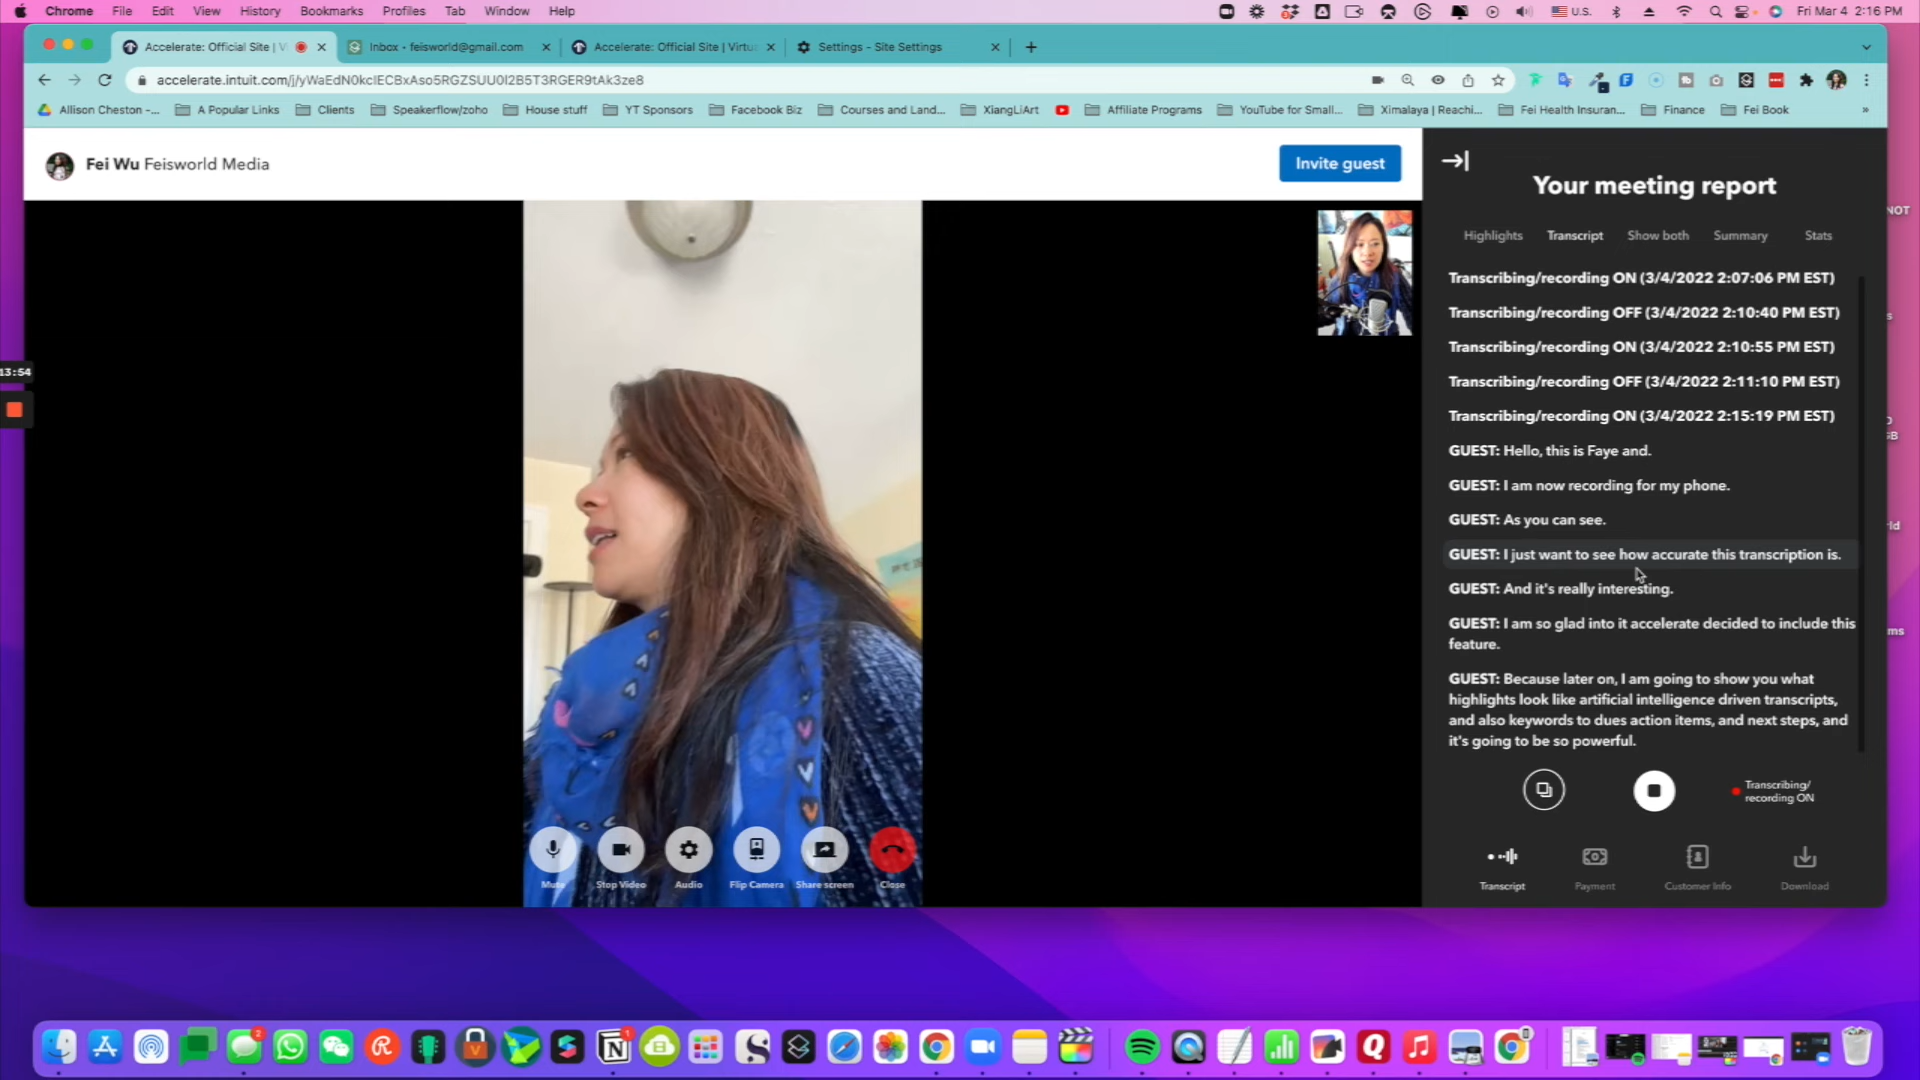 Chrome File Edit View History Bookmarks Profiles Tab Window Help U.S. Fri Mar 4 2:16 PM
Accelerate: Official Site | V Inbox - feisworld@gmail.com Accelerate: Official Site | Virtu Settings - Site Settings
Allison Cheston -... A Popular Links Clients Speakerflow/zoho House stuff YT Sponsors Facebook Biz Courses and Land... XiangLiArt Affiliate Programs YouTube for Small... Ximalaya | Reachi... Fei Health Insuran... Finance Fei Book »
Fei Wu Feisworld Media
Invite guest
Your meeting report
Highlights Transcript Show both Summary Stats
Transcribing/recording ON (3/4/2022 2:07:06 PM EST)
Transcribing/recording OFF (3/4/2022 2:10:40 PM EST)
Transcribing/recording ON (3/4/2022 2:10:55 PM EST)
Transcribing/recording OFF (3/4/2022 2:11:10 PM EST)
Transcribing/recording ON (3/4/2022 2:15:19 PM EST)
GUEST: Hello, this is Faye and.
GUEST: I am now recording for my phone.
GUEST: As you can see.
GUEST: I just want to see how accurate this transcription is.
GUEST: And it's really interesting.
GUEST: I am so glad into it accelerate decided to include this
feature.
GUEST: Because later on, I am going to show you what
highlights look like artificial intelligence driven transcripts,
and also keywords to dues action items, and next steps, and
it's going to be so powerful.
Transcribing/
recording ON
Transcript Payment Customer Info Download
Mute Stop Video Audio Flip Camera Share screen Close
13:54
NOT